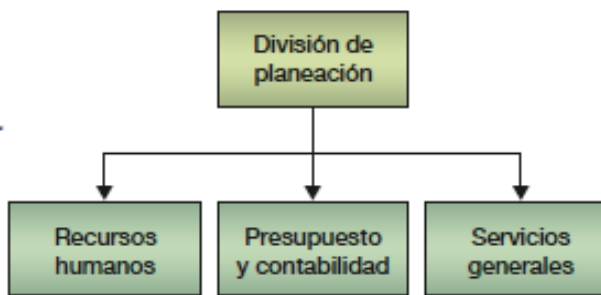 División de
planeación
Recursos
humanos
Presupuesto
y contabilidad
Servicios
generales